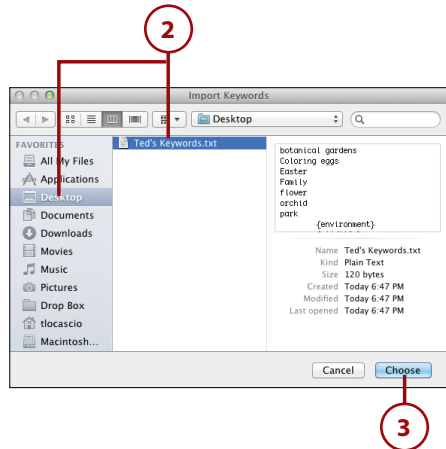 2
Import Keywords
Desktop
FAVORITES
All My Files
Applications
Desktop
Documents
Downloads
Movies
Music
Pictures
Drop Box
tlocascio
Macintosh...
Ted's Keywords.txt
botanical gardens
Coloring eggs
Easter
Family
flower
orchid
park
{environment}
Name Ted's Keywords.txt
Kind Plain Text
Size 120 bytes
Created Today 6:47 PM
Modified Today 6:47 PM
Last opened Today 6:47 PM
Cancel Choose
3